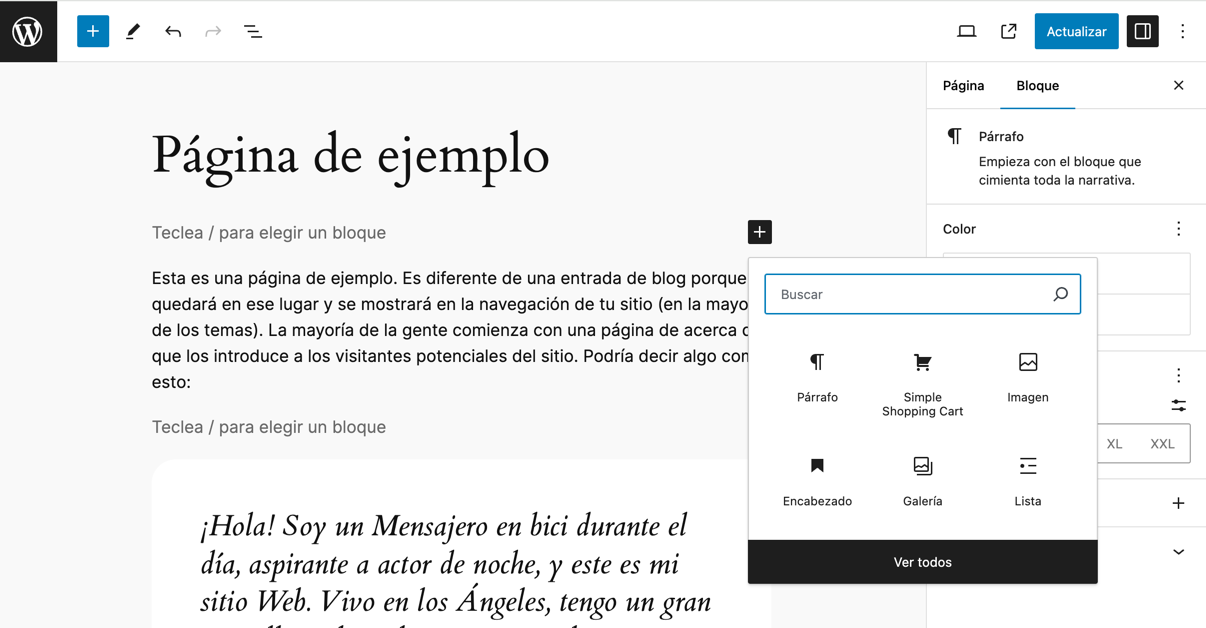 Actualizar
Página Bloque
Párrafo
Empieza con el bloque que
cimienta toda la narrativa.
Página de ejemplo
Teclea / para elegir un bloque
Color
Esta es una página de ejemplo. Es diferente de una entrada de blog porque
quedará en ese lugar y se mostrará en la navegación de tu sitio (en la mayo
de los temas). La mayoría de la gente comienza con una página de acerca
que los introduce a los visitantes potenciales del sitio. Podría decir algo con
esto:
Teclea / para elegir un bloque
¡Hola! Soy un Mensajero en bici durante el
día, aspirante a actor de noche, y este es mi
sitio Web. Vivo en los Ángeles, tengo un gran
Buscar
Párrafo
Simple
Shopping Cart
Imagen
Encabezado
Galería
Lista
Ver todos
XL XXL